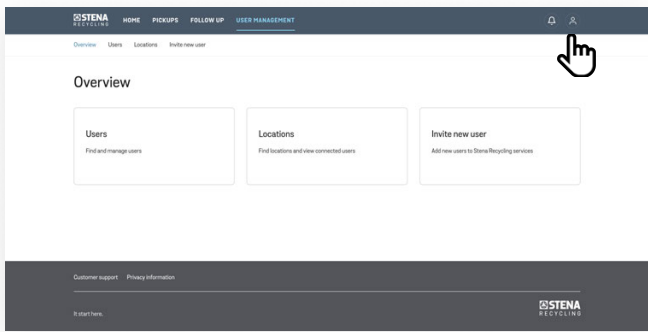 STENA RECYCLING HOME PICKUPS FOLLOW UP USER MANAGEMENT
Overview Users Locations Invite new user
Overview
Users Locations Invite new user
Find and manage users Find locations and view connected users Add new users to Stena Recycling services
Customer support Privacy information
It start here. STENA RECYCLING